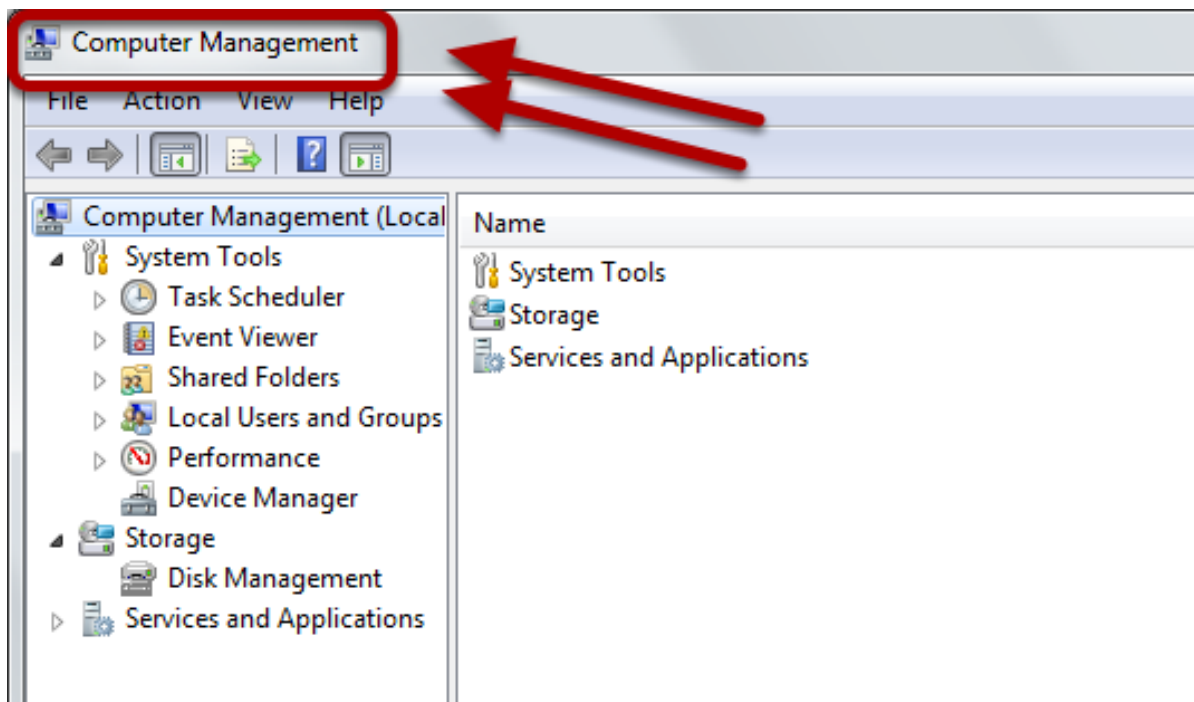 Computer Management
File Action View Help
Computer Management (Local
System Tools
Task Scheduler
Event Viewer
Shared Folders
Local Users and Groups
Performance
Device Manager
Storage
Disk Management
Services and Applications
Name
System Tools
Storage
Services and Applications